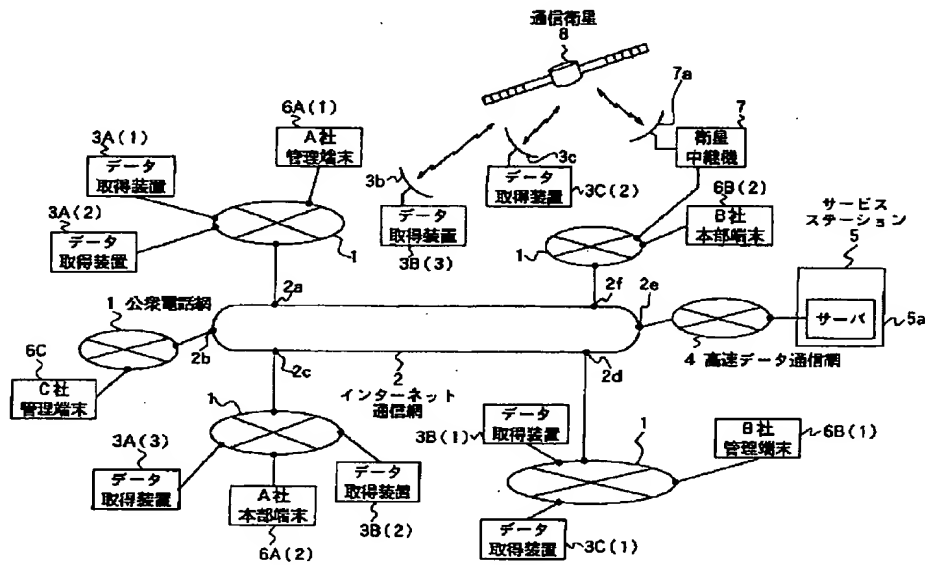 通信衛星
8
7a
7
衛星
中継機
6A(1)
A社
管理端末
3A(1)
データ
取得装置
3A(2)
データ
取得装置
1
3b
データ
取得装置
3B(3)
3c
データ
取得装置
3C(2)
6B(2)
B社
本部端末
1
サービス
ステーション
5
サーバ
5a
2a
2f
2e
1 公衆電話網
2b
6C
C社
管理端末
2c
2
インターネット
通信網
2d
4 高速データ通信網
1
3A(3)
データ
取得装置
A社
本部端末
6A(2)
データ
取得装置
3B(2)
3B(1)
データ
取得装置
1
B社
管理端末
6B(1)
データ
取得装置
3C(1)